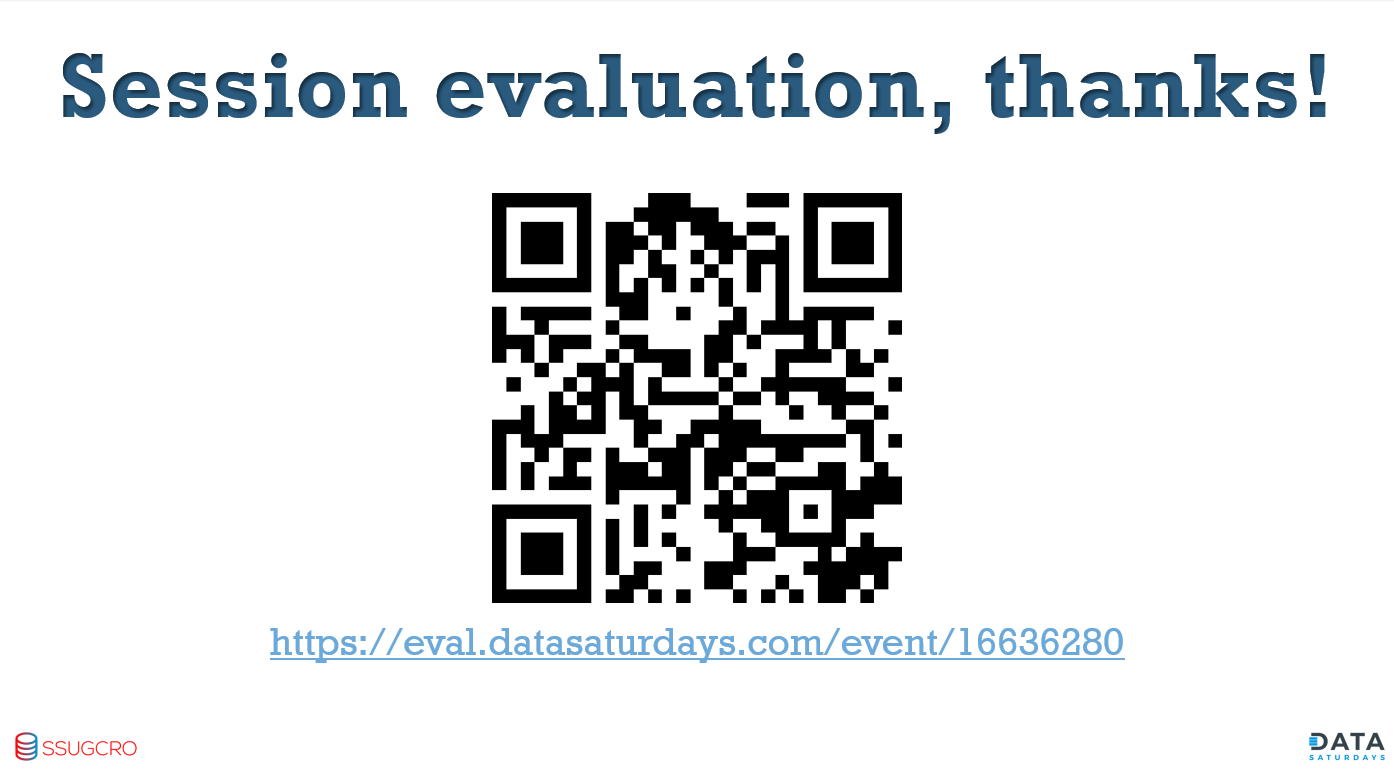 Session evaluation, thanks!
https://eval.datasaturdays.com/event/16636280
SSUGCRO
DATA
SATURDAYS